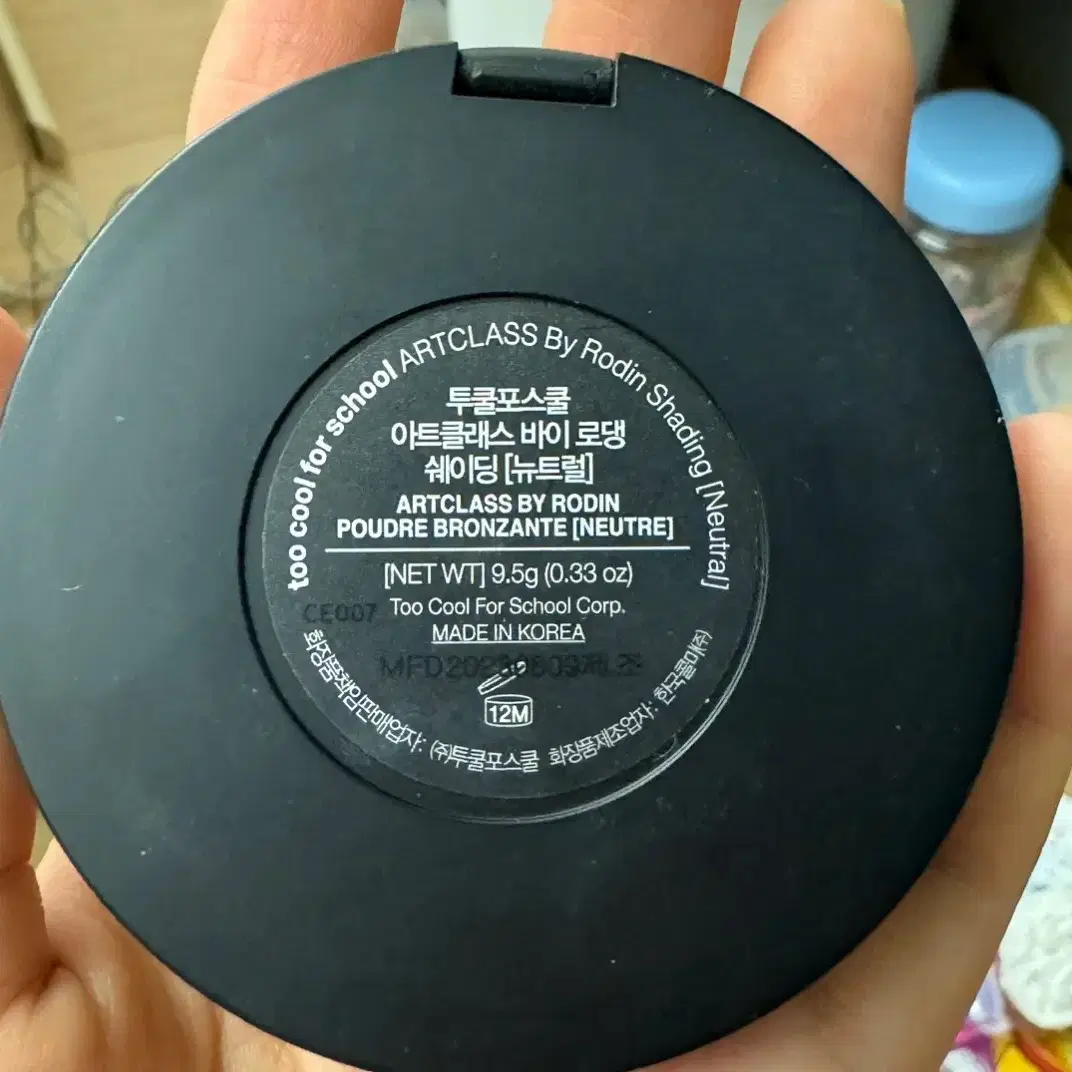 too cool for school ARTCLASS By Rodin Shading [Neutral]
투쿨포스쿨
아트클래스 바이 로댕
쉐이딩 [뉴트럴]
ARTCLASS BY RODIN
POUDRE BRONZANTE [NEUTRE]
[NET WT] 9.5g (0.33 oz)
CE007
Too Cool For School Corp.
MADE IN KOREA
12M
화장품책임판매업자: (주)투쿨포스쿨 화장품제조업자: 한국콜마(주)